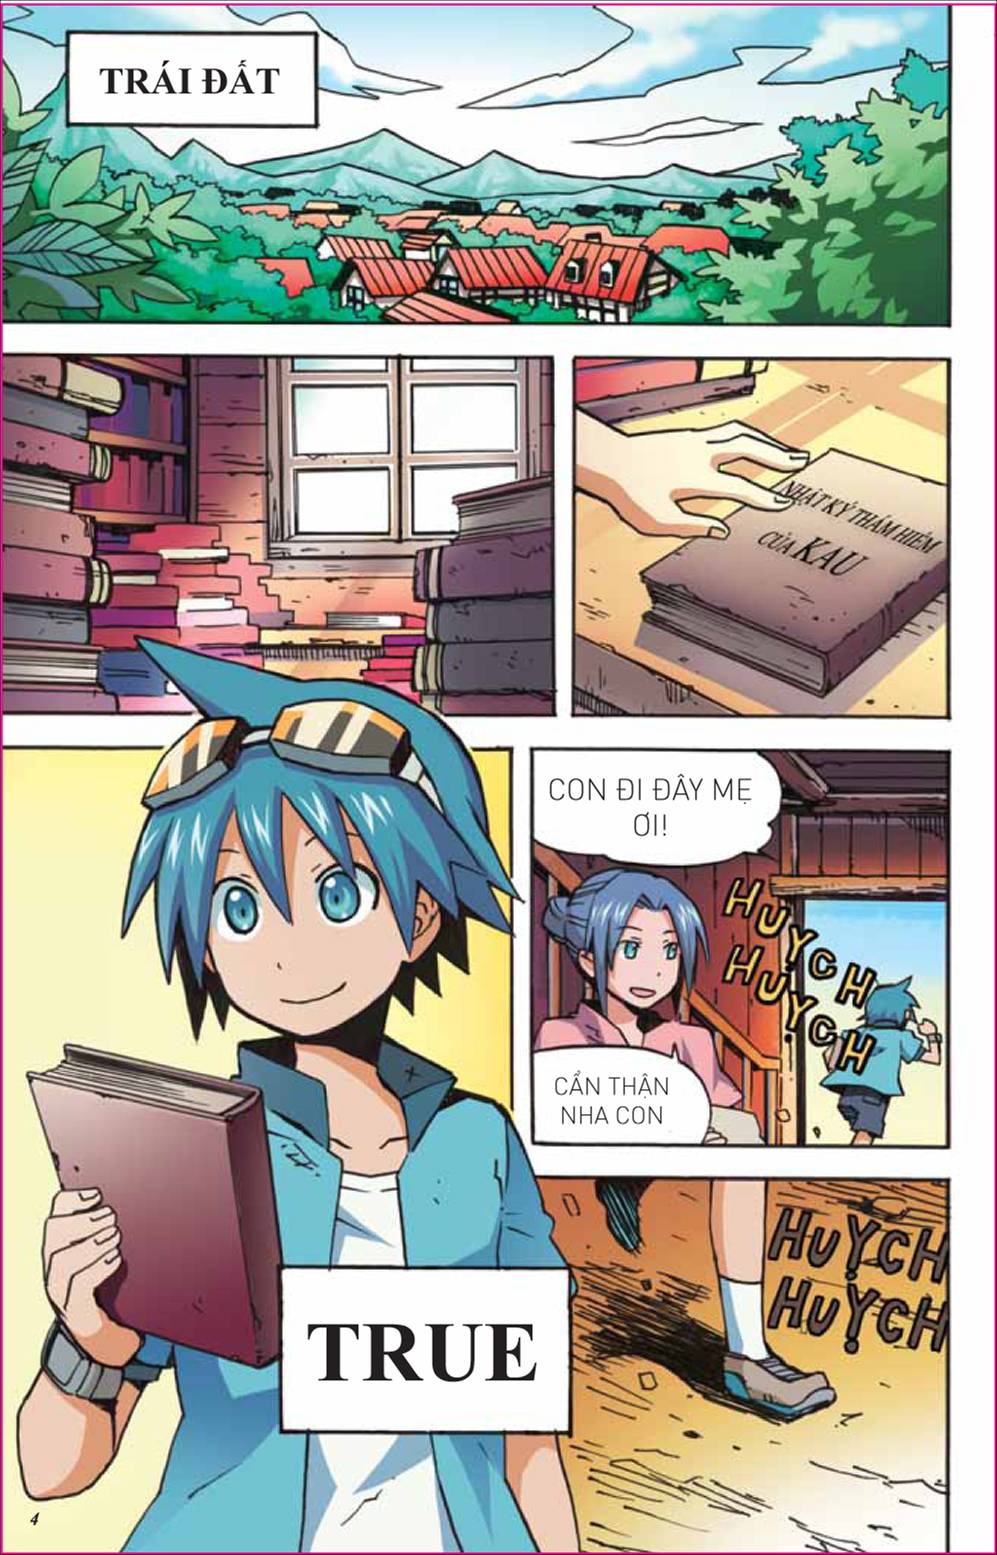 TRÁI ĐẤT
NHẬT KÝ THÁM HIỂM
CỦA KAU
CON ĐI ĐÂY MẸ
ƠI!
HUỴCH
HUỴCH
CẨN THẬN
NHA CON
TRUE
HUỴCH
HUỴCH
4